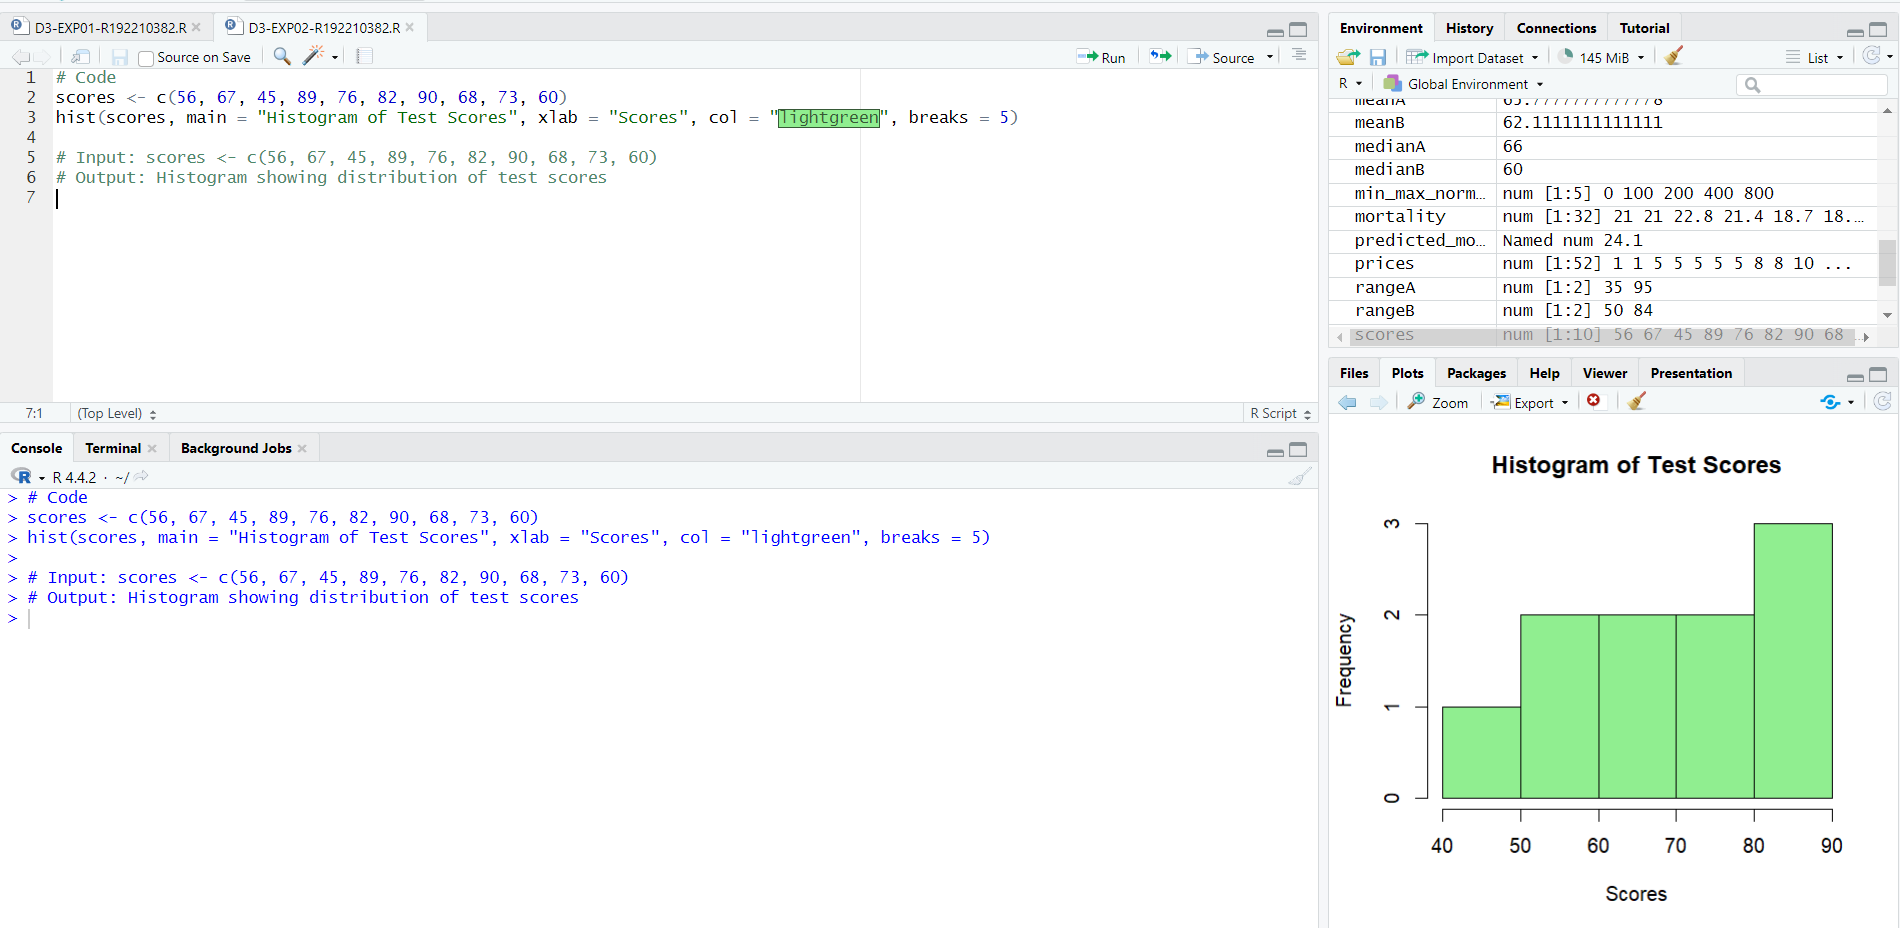 D3-EXP01-R192210382.R
D3-EXP02-R192210382.R
Source on Save
Run
Source
1 # Code
2 scores <- c(56, 67, 45, 89, 76, 82, 90, 68, 73, 60)
3 hist(scores, main = "Histogram of Test Scores", xlab = "Scores", col = "lightgreen", breaks = 5)
4
5 # Input: scores <- c(56, 67, 45, 89, 76, 82, 90, 68, 73, 60)
6 # Output: Histogram showing distribution of test scores
7
7:1 (Top Level) R Script
Console Terminal Background Jobs
R R 4.4.2 · ~/
> # Code
> scores <- c(56, 67, 45, 89, 76, 82, 90, 68, 73, 60)
> hist(scores, main = "Histogram of Test Scores", xlab = "Scores", col = "lightgreen", breaks = 5)
>
> # Input: scores <- c(56, 67, 45, 89, 76, 82, 90, 68, 73, 60)
> # Output: Histogram showing distribution of test scores
>
Environment History Connections Tutorial
Import Dataset 145 MiB List
R Global Environment
meanA
meanB 62.1111111111111
medianA 66
medianB 60
min_max_norm… num [1:5] 0 100 200 400 800
mortality num [1:32] 21 21 22.8 21.4 18.7 18.…
predicted_mo… Named num 24.1
prices num [1:52] 1 1 5 5 5 5 5 8 8 10 ...
rangeA num [1:2] 35 95
rangeB num [1:2] 50 84
scores num [1:10] 56 67 45 89 76 82 90 68 …
Files Plots Packages Help Viewer Presentation
Zoom Export
Histogram of Test Scores
Frequency
3
2
1
0
40 50 60 70 80 90
Scores